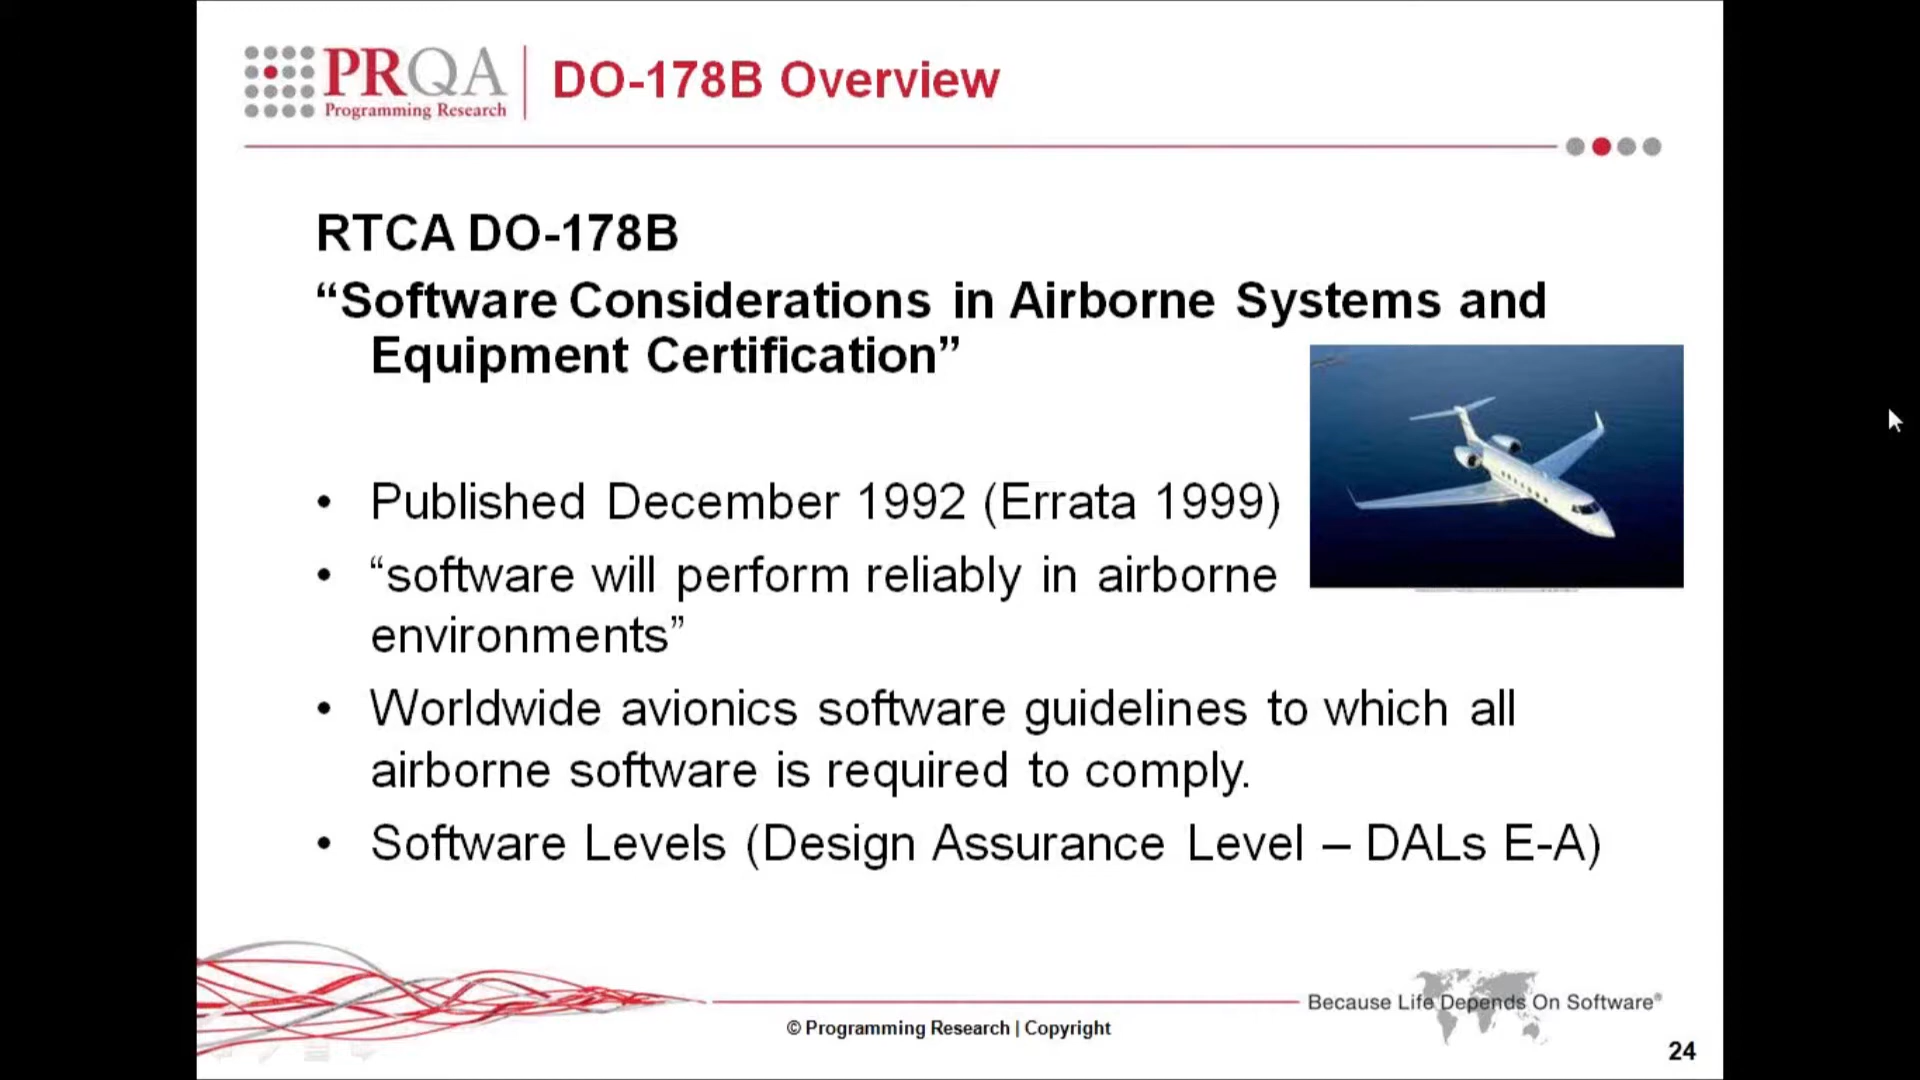 PRQA
Programming Research
DO-178B Overview
RTCA DO-178B
“Software Considerations in Airborne Systems and
Equipment Certification”
• Published December 1992 (Errata 1999)
• “software will perform reliably in airborne
environments”
• Worldwide avionics software guidelines to which all
airborne software is required to comply.
• Software Levels (Design Assurance Level – DALs E-A)
Because Life Depends On Software®
© Programming Research | Copyright
24